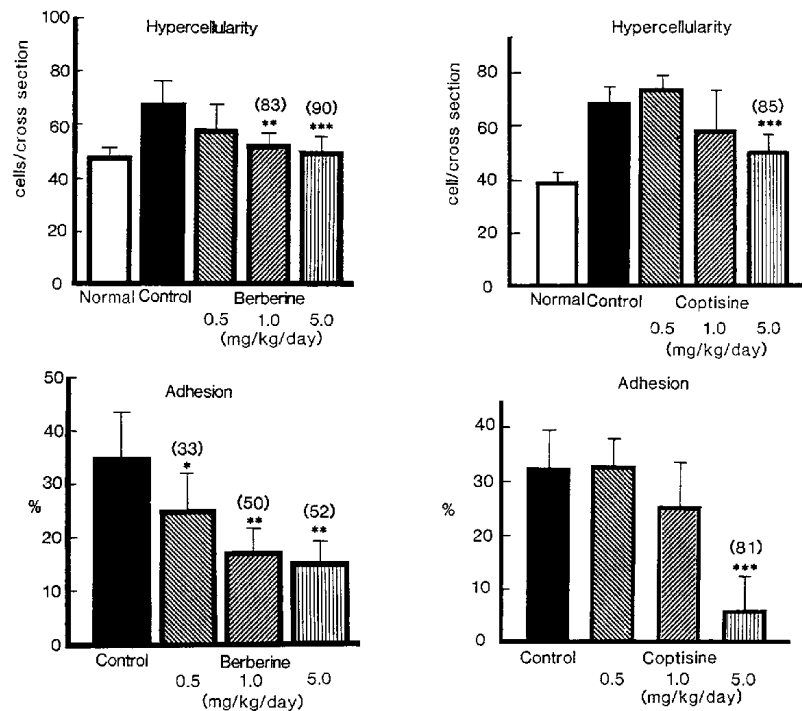 Hypercellularity
cells/cross section
100
80
60
40
20
0
(83)
**
(90)
***
Normal Control Berberine
0.5 1.0 5.0
(mg/kg/day)
Hypercellularity
cell/cross section
80
60
40
20
0
(85)
***
Normal Control Coptisine
0.5 1.0 5.0
(mg/kg/day)
Adhesion
%
50
40
30
20
10
0
(33)
*
(50)
**
(52)
**
Control Berberine
0.5 1.0 5.0
(mg/kg/day)
Adhesion
%
40
30
20
10
0
(81)
***
Control Coptisine
0.5 1.0 5.0
(mg/kg/day)